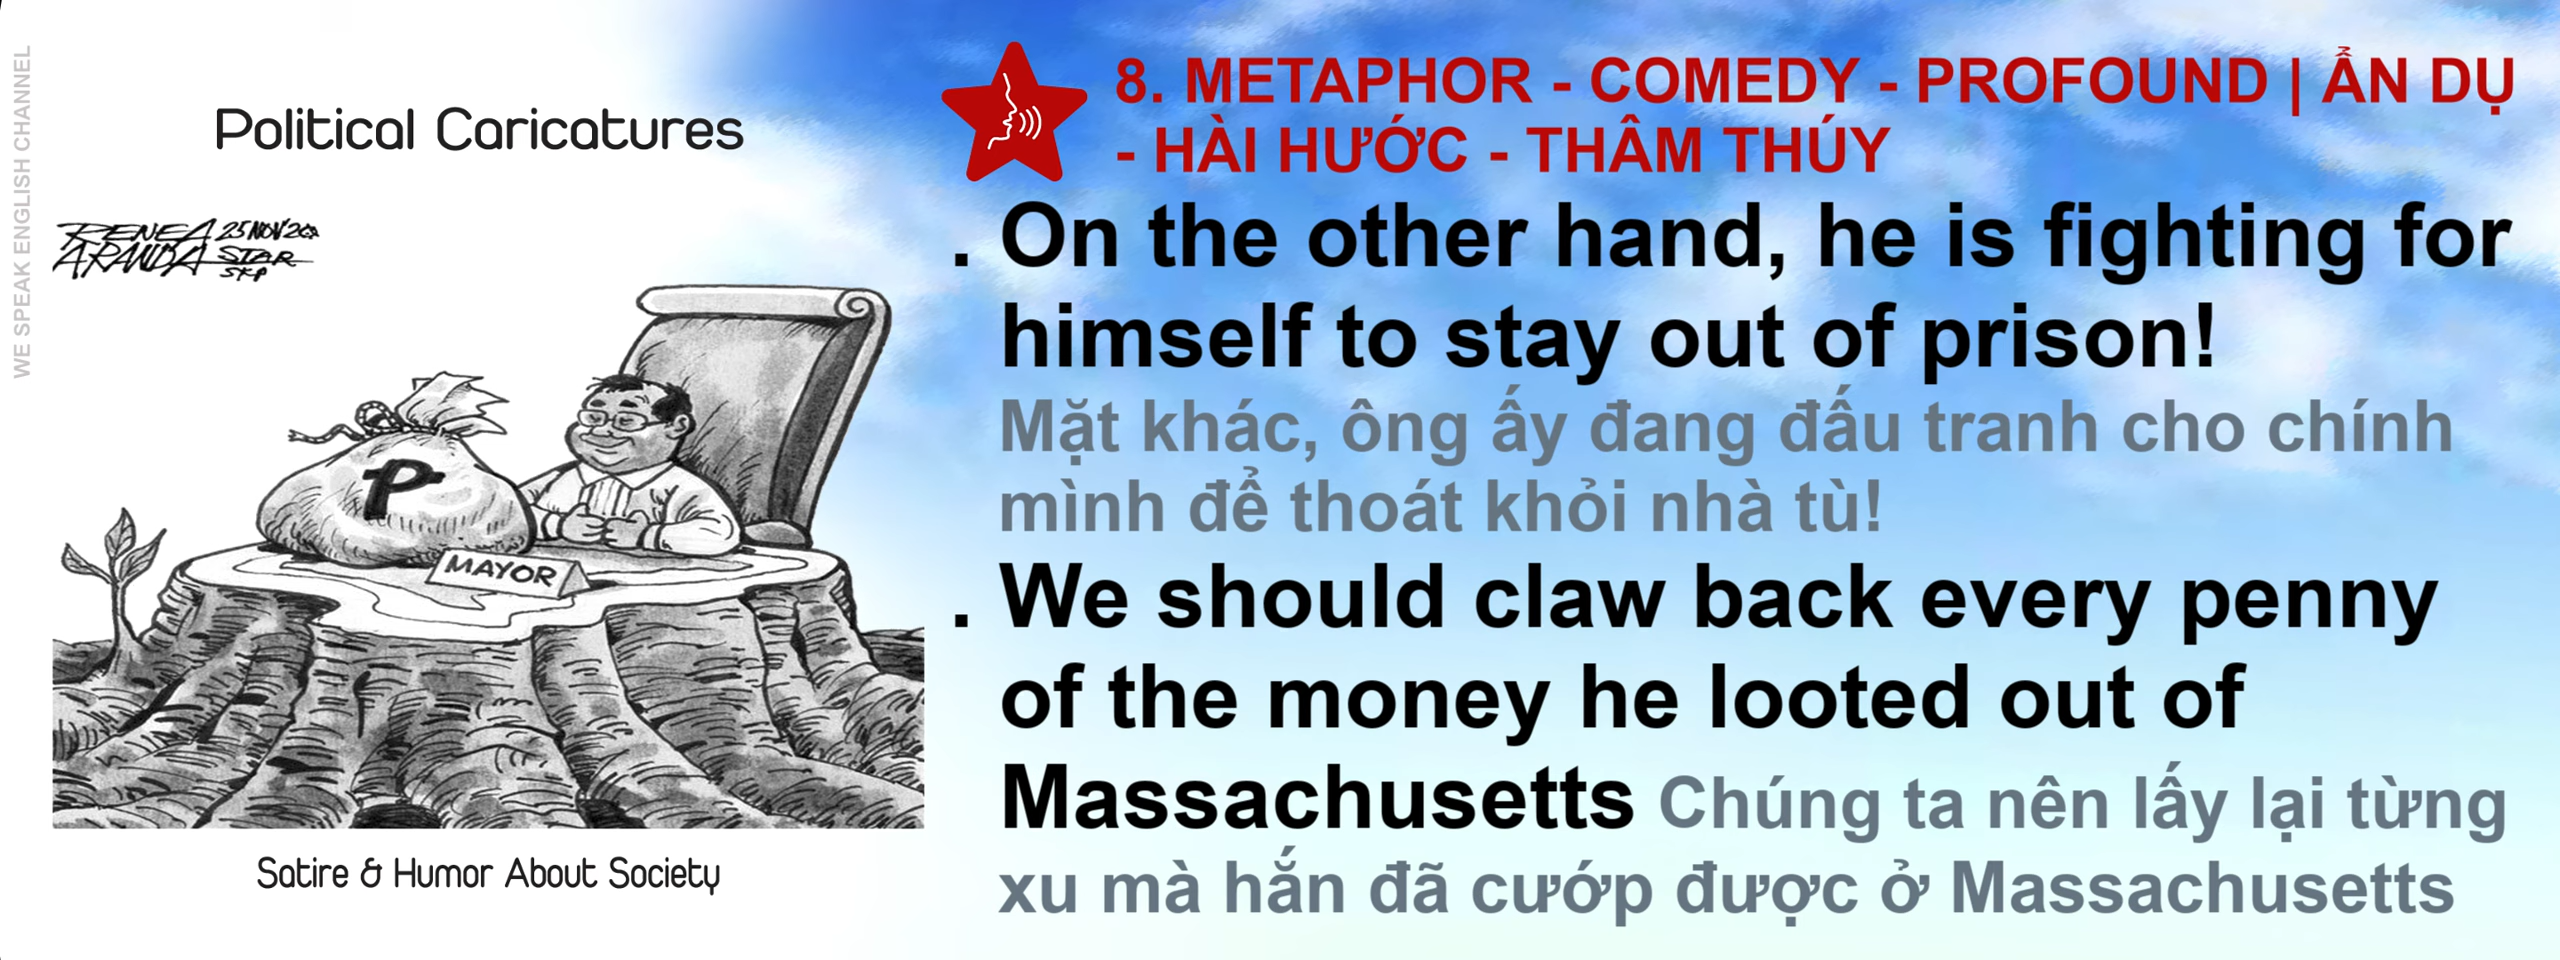 WE SPEAK ENGLISH CHANNEL
Political Caricatures
RENE A 25 NOV'20
ARANDA STAR
MAYOR
P
Satire & Humor About Society
8. METAPHOR - COMEDY - PROFOUND | ẨN DỤ
- HÀI HƯỚC - THÂM THÚY
. On the other hand, he is fighting for
himself to stay out of prison!
Mặt khác, ông ấy đang đấu tranh cho chính
mình để thoát khỏi nhà tù!
. We should claw back every penny
of the money he looted out of
Massachusetts Chúng ta nên lấy lại từng
xu mà hắn đã cướp được ở Massachusetts